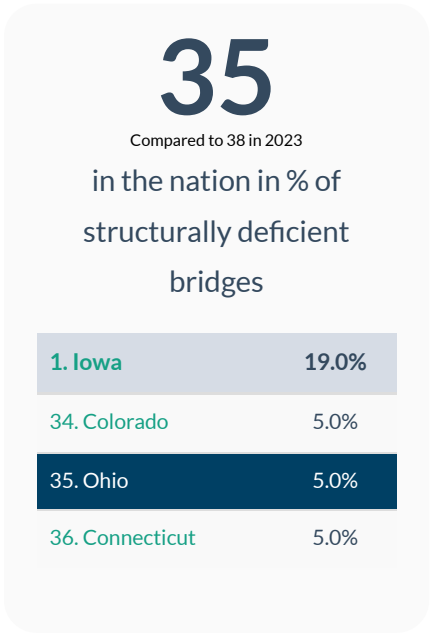 35
Compared to 38 in 2023
in the nation in % of
structurally deficient
bridges
1. Iowa 19.0%
34. Colorado 5.0%
35. Ohio 5.0%
36. Connecticut 5.0%